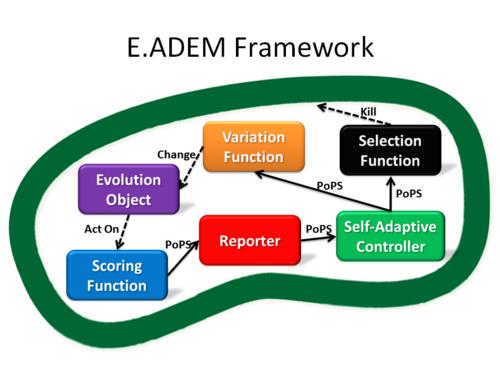 E.ADEM Framework
Kill
Variation
Function
Selection
Function
Change
Evolution
Object
PoPS
PoPS
Act On
PoPS
Reporter
PoPS
Self-Adaptive
Controller
Scoring
Function